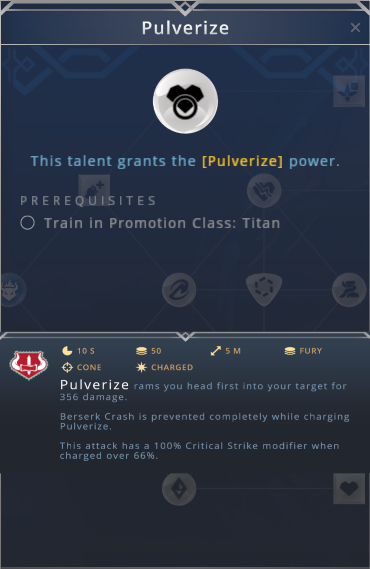 Pulverize
This talent grants the [Pulverize] power.
PREREQUISITES
Train in Promotion Class: Titan
10 S 50 5 M FURY
CONE CHARGED
Pulverize rams you head first into your target for
356 damage.
Berserk Crash is prevented completely while charging
Pulverize.
This attack has a 100% Critical Strike modifier when
charged over 66%.